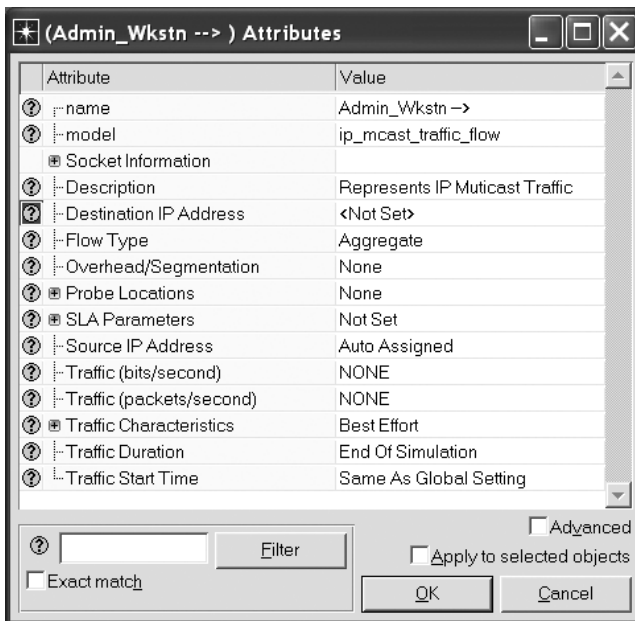 (Admin_Wkstn --> ) Attributes
Attribute Value
name Admin_Wkstn -->
model ip_mcast_traffic_flow
Socket Information
Description Represents IP Muticast Traffic
Destination IP Address <Not Set>
Flow Type Aggregate
Overhead/Segmentation None
Probe Locations None
SLA Parameters Not Set
Source IP Address Auto Assigned
Traffic (bits/second) NONE
Traffic (packets/second) NONE
Traffic Characteristics Best Effort
Traffic Duration End Of Simulation
Traffic Start Time Same As Global Setting
Advanced
Filter
Apply to selected objects
Exact match
OK Cancel